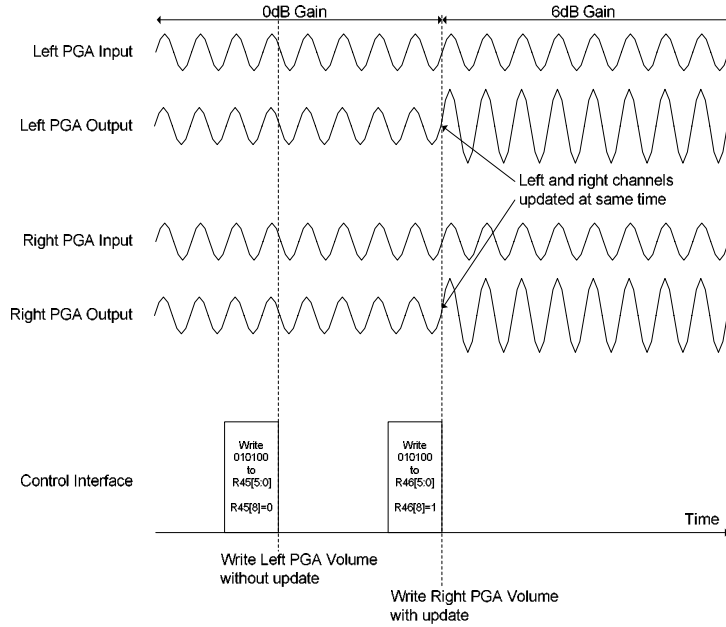 0dB Gain
6dB Gain
Left PGA Input
Left PGA Output
Left and right channels
updated at same time
Right PGA Input
Right PGA Output
Control Interface
Write
010100
to
R45[5:0]
R45[8]=0
Write
010100
to
R46[5:0]
R46[8]=1
Time
Write Left PGA Volume
without update
Write Right PGA Volume
with update